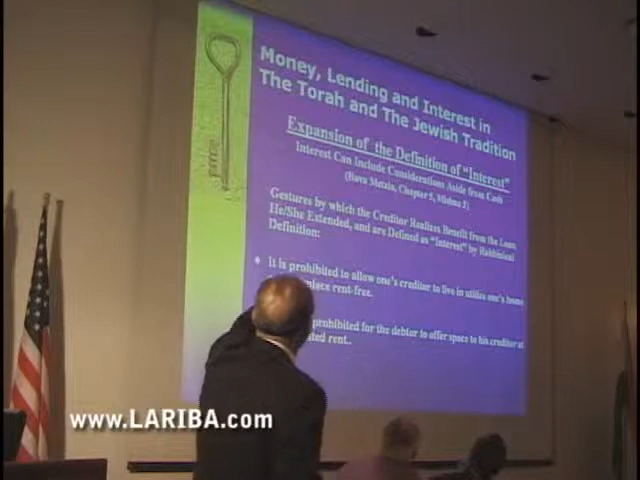 Money, Lending and Interest in
The Torah and The Jewish Tradition
Expansion of the Definition of "Interest"
Interest Can Include Considerations Aside from Cash
(Bava Metzia, Chapter 5, Mishna 2)
Gestures by which the Creditor Realizes Benefit from the Loan
He/She Extended, and are Defined as "Interest" by Rabbinical
Definition:
It is prohibited to allow one's creditor to live in utilize one's home
rent-free.
prohibited for the debtor to offer space to his creditor at
rent..
www.LARIBA.com